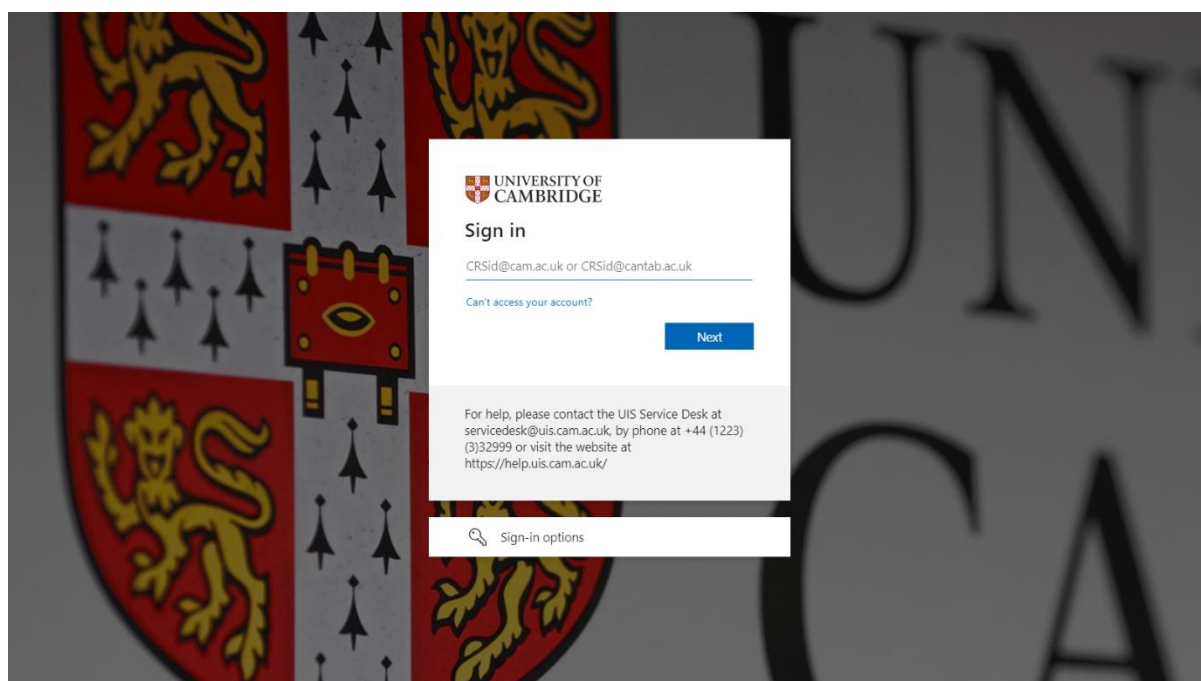 UNIVERSITY OF
CAMBRIDGE
Sign in
CRSid@cam.ac.uk or CRSid@cantab.ac.uk
Can't access your account?
Next
For help, please contact the UIS Service Desk at
servicedesk@uis.cam.ac.uk, by phone at +44 (1223)
(3)32999 or visit the website at
https://help.uis.cam.ac.uk/
Sign-in options
UNI
CA